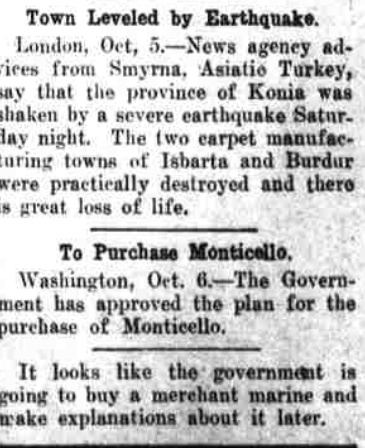 Town Leveled by Earthquake.
London, Oct, 5.—News agency ad-
vices from Smyrna, Asiatic Turkey,
say that the province of Konia was
shaken by a severe earthquake Satur-
day night. The two carpet manufac-
turing towns of Isbarta and Burdur
were practically destroyed and there
is great loss of life.
To Purchase Monticello.
Washington, Oct. 6.—The Govern-
ment has approved the plan for the
purchase of Monticello.
It looks like the government is
going to buy a merchant marine and
make explanations about it later.